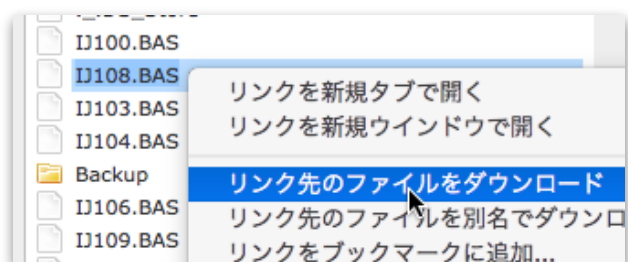 IJ100.BAS
IJ108.BAS
IJ103.BAS
IJ104.BAS
Backup
IJ106.BAS
IJ109.BAS
リンクを新規タブで開く
リンクを新規ウインドウで開く
リンク先のファイルをダウンロード
リンク先のファイルを別名でダウンロ
リンクをブックマークに追加...